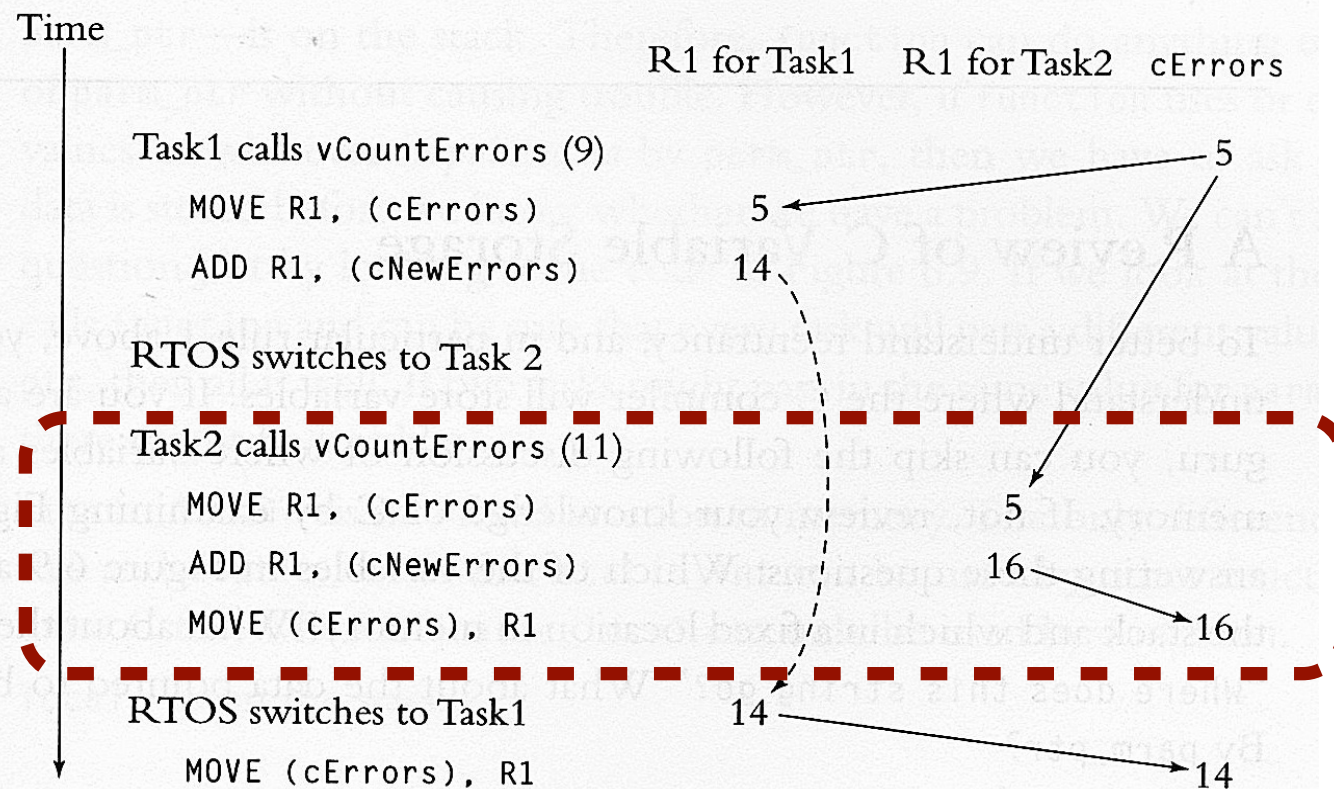 Time
R1 for Task1 R1 for Task2 cErrors
Task1 calls vCountErrors (9) 5
MOVE R1, (cErrors) 5
ADD R1, (cNewErrors) 14
RTOS switches to Task 2
Task2 calls vCountErrors (11)
MOVE R1, (cErrors) 5
ADD R1, (cNewErrors) 16
MOVE (cErrors), R1 16
RTOS switches to Task1 14
MOVE (cErrors), R1 14